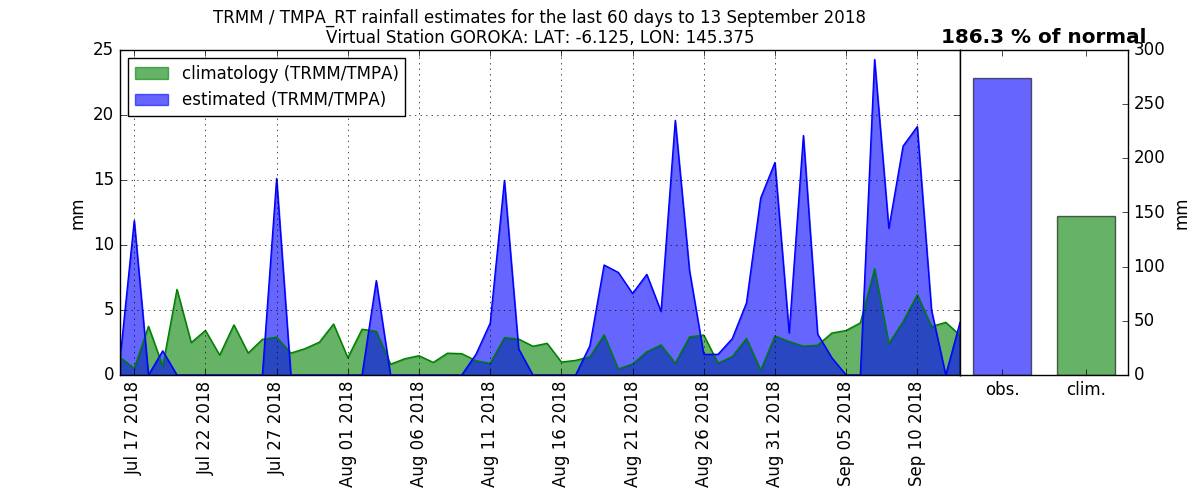 TRMM / TMPA_RT rainfall estimates for the last 60 days to 13 September 2018
Virtual Station GOROKA: LAT: -6.125, LON: 145.375
186.3 % of normal
climatology (TRMM/TMPA)
estimated (TRMM/TMPA)
25
20
15
10
5
0
mm
Jul 17 2018
Jul 22 2018
Jul 27 2018
Aug 01 2018
Aug 06 2018
Aug 11 2018
Aug 16 2018
Aug 21 2018
Aug 26 2018
Aug 31 2018
Sep 05 2018
Sep 10 2018
obs.
clim.
300
250
200
150
100
50
0
mm